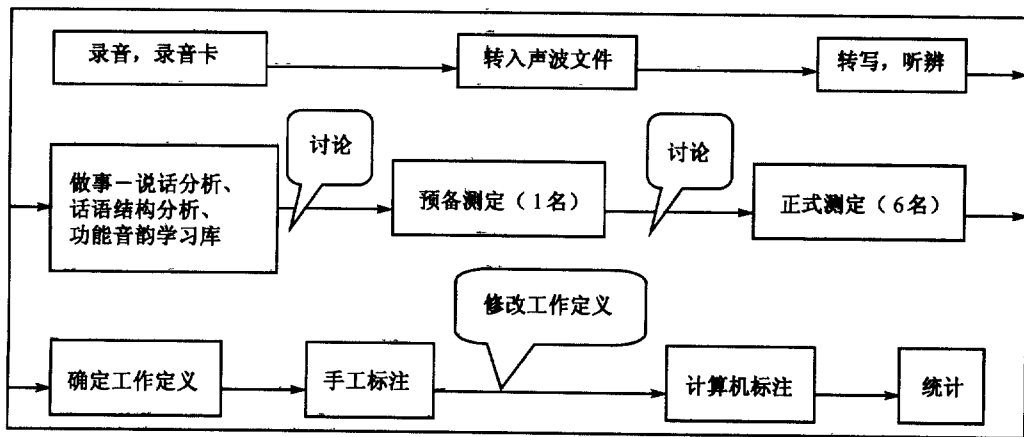 录音，录音卡
转入声波文件
转写，听辨
讨论
讨论
做事－说话分析、
话语结构分析、
功能音韵学习库
预备测定（1名）
正式测定（6名）
修改工作定义
确定工作定义
手工标注
计算机标注
统计